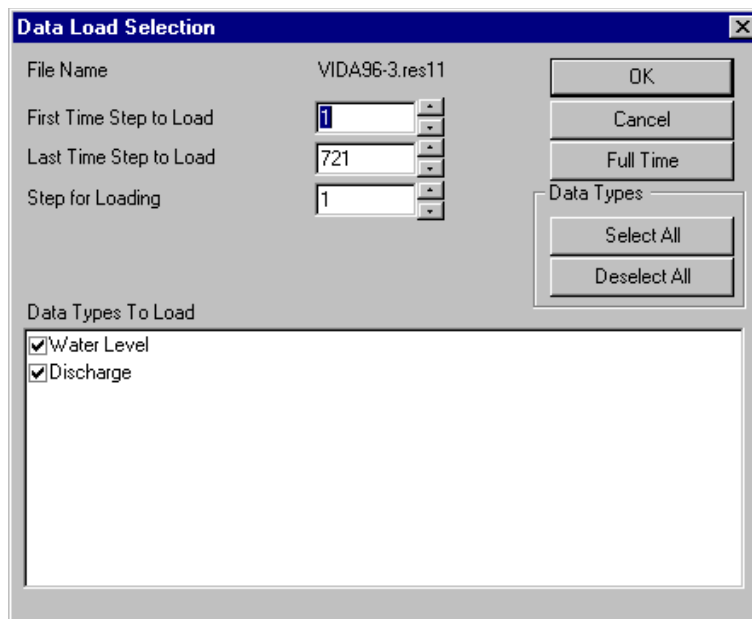 Data Load Selection
File Name VIDA96-3.res11
OK
First Time Step to Load 1
Cancel
Last Time Step to Load 721
Full Time
Step for Loading 1
Data Types
Select All
Deselect All
Data Types To Load
Water Level
Discharge